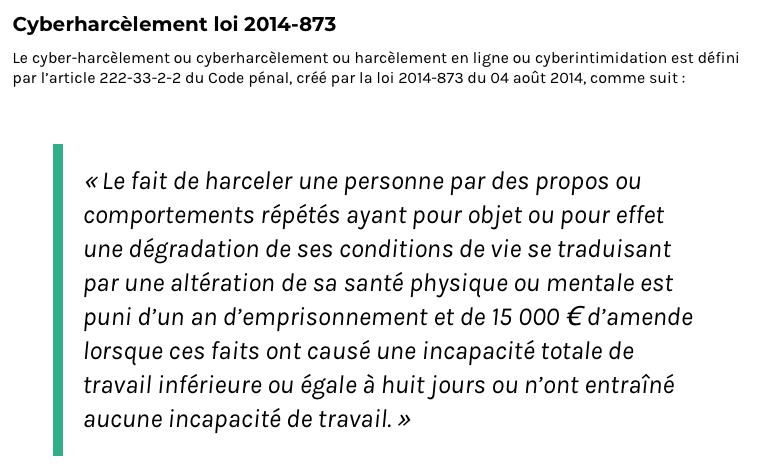 Cyberharcèlement loi 2014-873
Le cyber-harcèlement ou cyberharcèlement ou harcèlement en ligne ou cyberintimidation est défini
par l’article 222-33-2-2 du Code pénal, créé par la loi 2014-873 du 04 août 2014, comme suit :
« Le fait de harceler une personne par des propos ou
comportements répétés ayant pour objet ou pour effet
une dégradation de ses conditions de vie se traduisant
par une altération de sa santé physique ou mentale est
puni d’un an d’emprisonnement et de 15 000 € d’amende
lorsque ces faits ont causé une incapacité totale de
travail inférieure ou égale à huit jours ou n’ont entraîné
aucune incapacité de travail. »